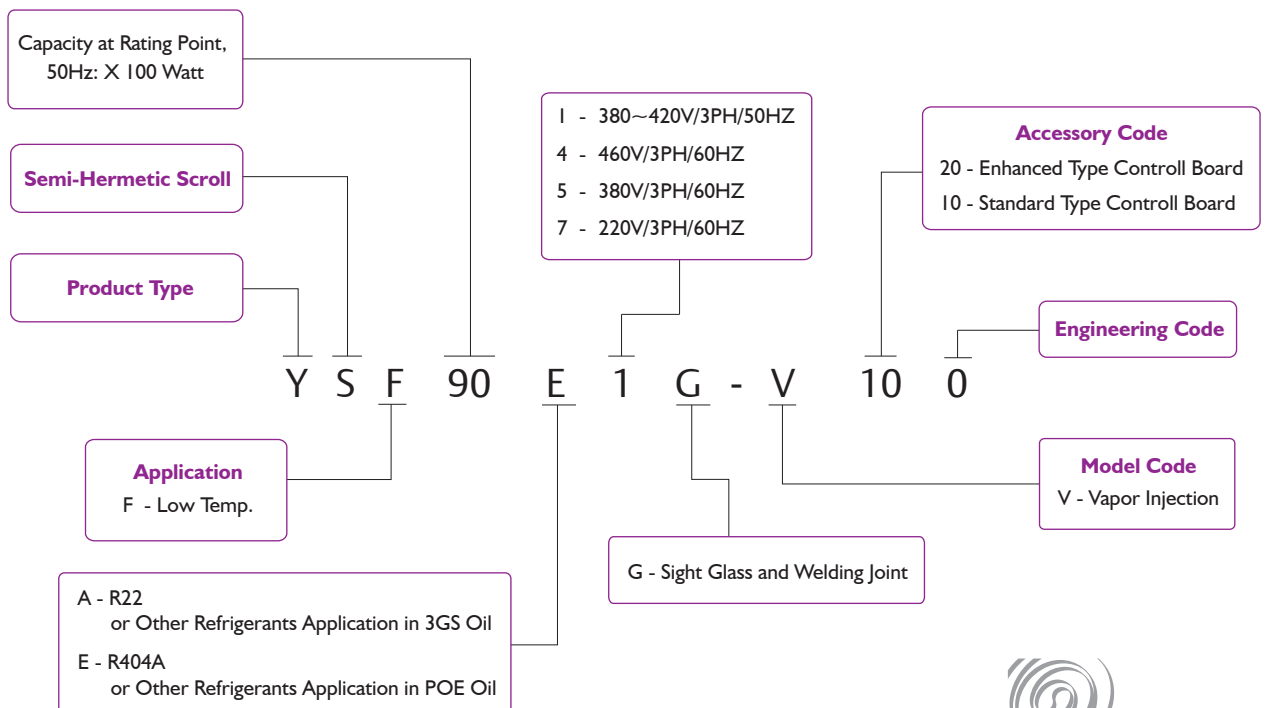 Capacity at Rating Point,
50Hz: X 100 Watt
Semi-Hermetic Scroll
Product Type
1 - 380~420V/3PH/50HZ
4 - 460V/3PH/60HZ
5 - 380V/3PH/60HZ
7 - 220V/3PH/60HZ
Accessory Code
20 - Enhanced Type Controll Board
10 - Standard Type Controll Board
Engineering Code
Y S F 90 E 1 G - V 10 0
Application
F - Low Temp.
A - R22
or Other Refrigerants Application in 3GS Oil
E - R404A
or Other Refrigerants Application in POE Oil
G - Sight Glass and Welding Joint
Model Code
V - Vapor Injection